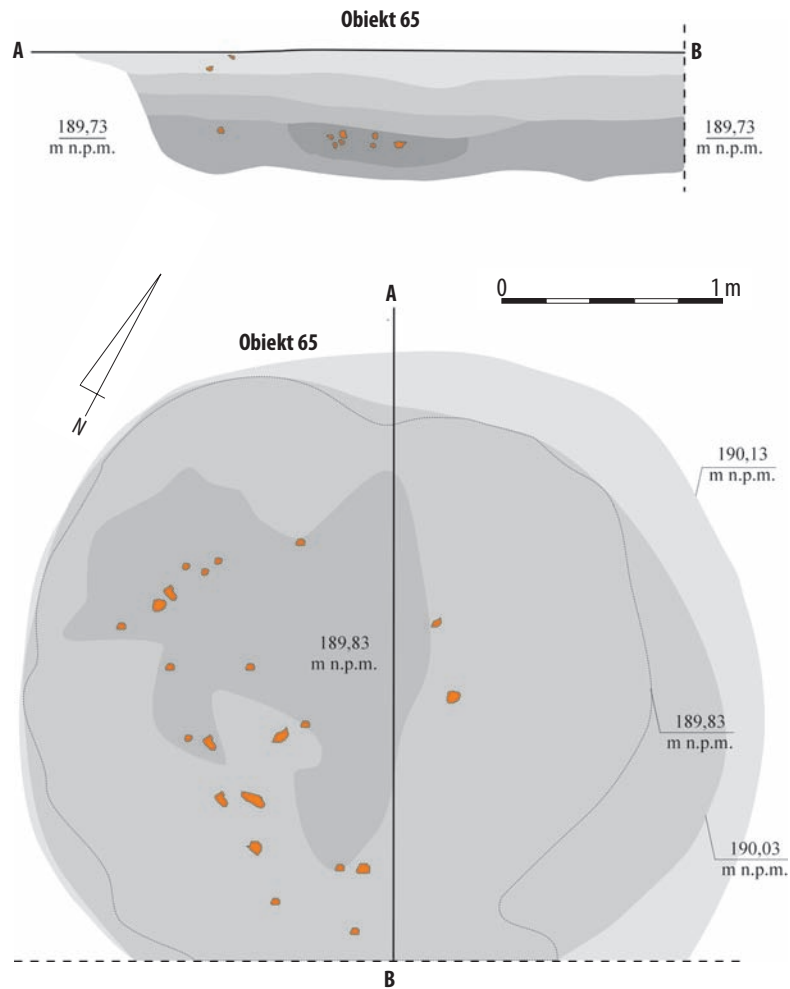 Obiekt 65
A
B
189,73
m n.p.m.
189,73
m n.p.m.
A
0 1 m
Obiekt 65
N
190,13
m n.p.m.
189,83
m n.p.m.
189,83
m n.p.m.
190,03
m n.p.m.
B